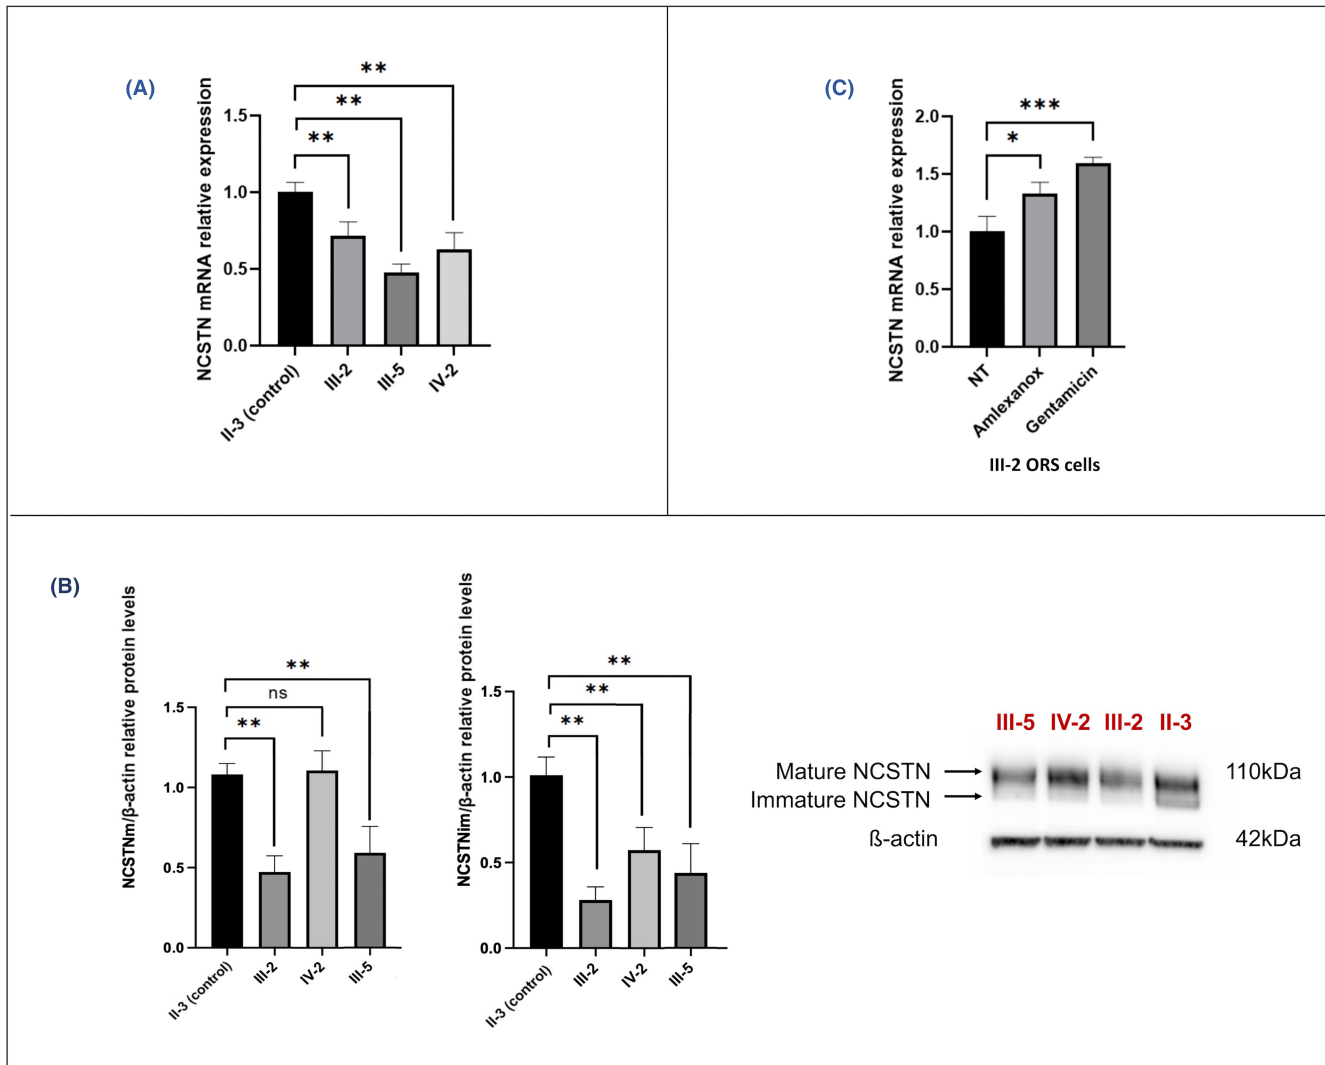 (A)
NCSTN mRNA relative expression
**
**
**
1.5
1.0
0.5
0.0
II-3 (control)
III-2
III-5
IV-2
(C)
NCSTN mRNA relative expression
***
*
2.0
1.5
1.0
0.5
0.0
NT
Amlexanox
Gentamicin
III-2 ORS cells
(B)
NCSTNm/β-actin relative protein levels
**
ns
**
1.5
1.0
0.5
0.0
II-3 (control)
III-2
IV-2
III-5
NCSTNim/β-actin relative protein levels
**
**
**
1.5
1.0
0.5
0.0
II-3 (control)
III-2
IV-2
III-5
III-5 IV-2 III-2 II-3
Mature NCSTN 110kDa
Immature NCSTN
ß-actin 42kDa